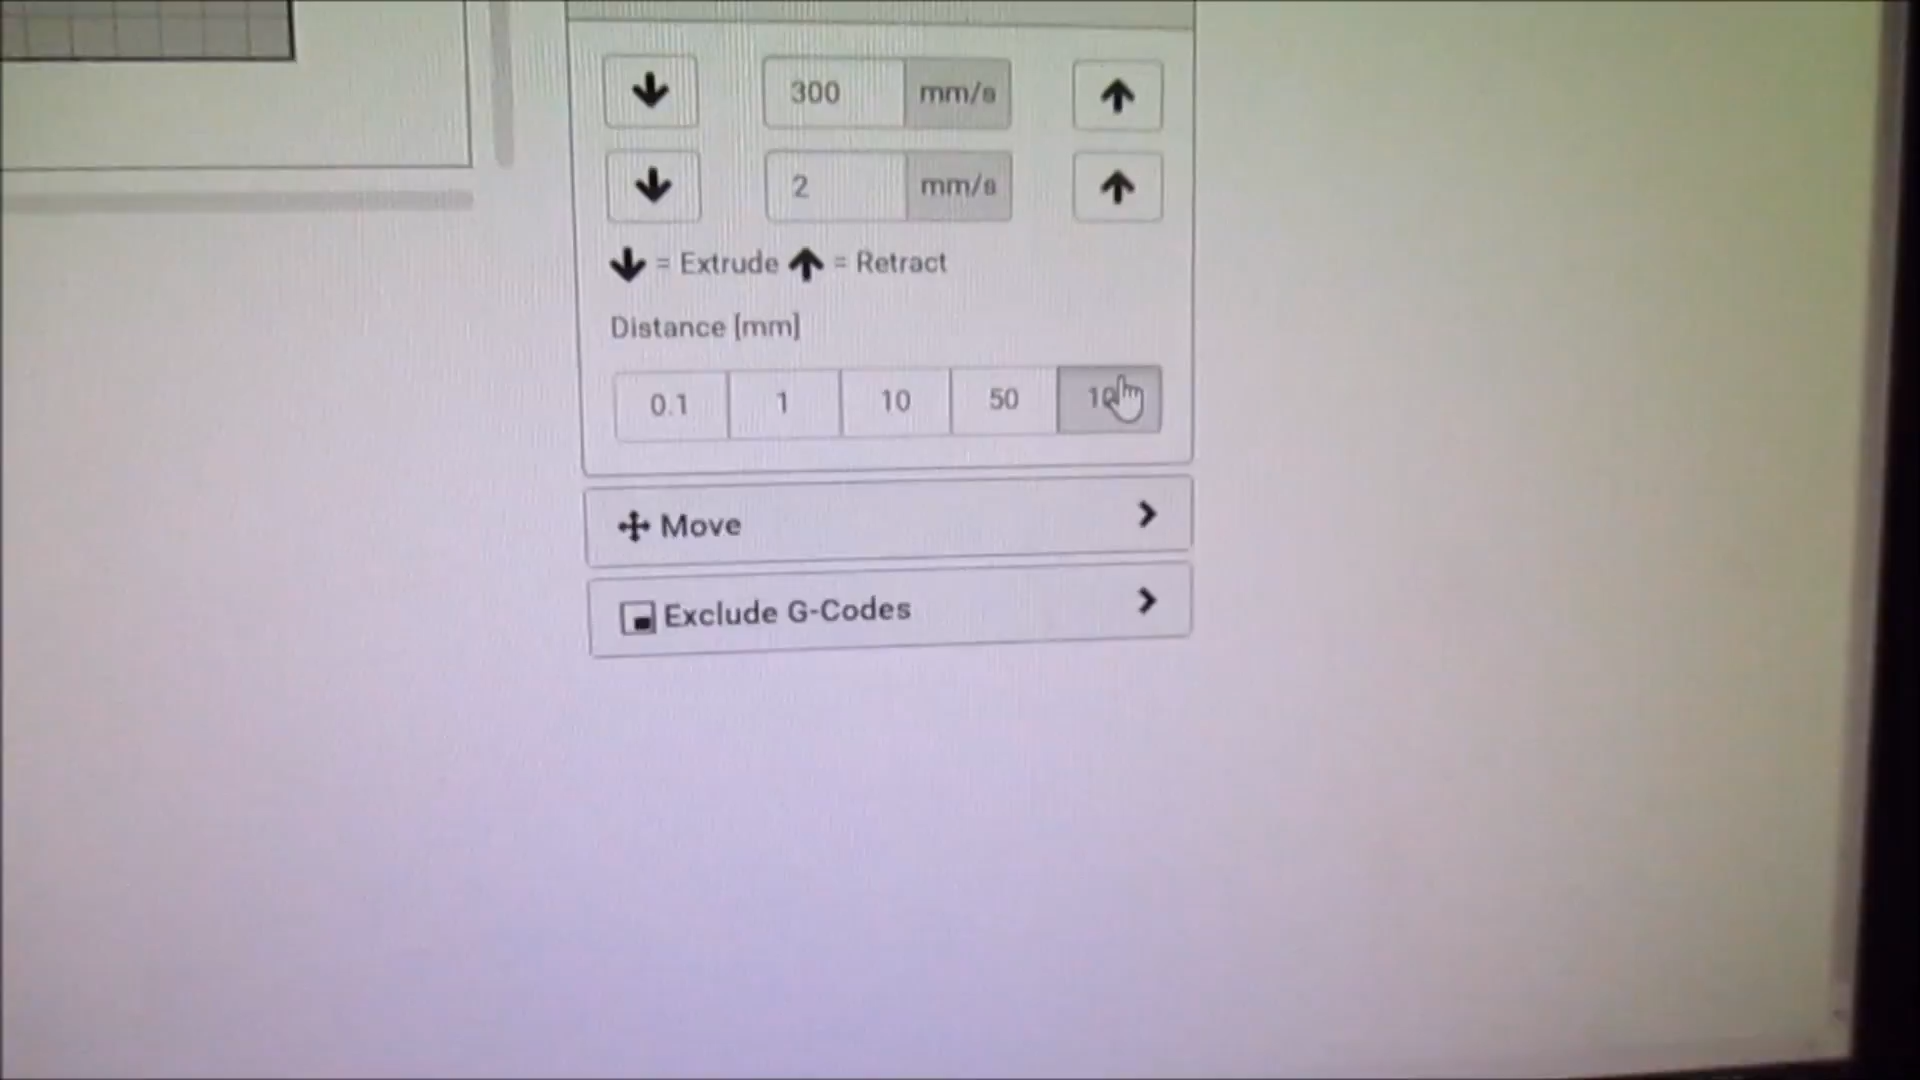 300 mm/s
2 mm/s
= Extrude = Retract
Distance [mm]
0.1 1 10 50
Move
Exclude G-Codes